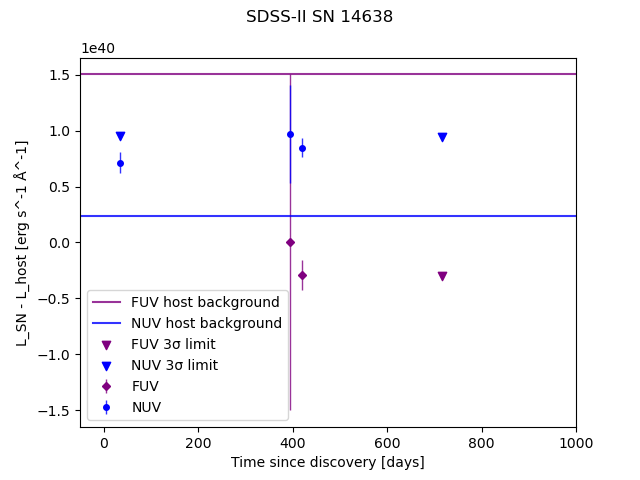 SDSS-II SN 14638
1e40
1.5
1.0
0.5
0.0
−0.5
−1.0
−1.5
L_SN - L_host [erg s^-1 Å^-1]
FUV host background
NUV host background
FUV 3σ limit
NUV 3σ limit
FUV
NUV
0 200 400 600 800 1000
Time since discovery [days]